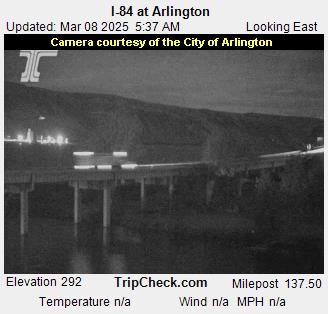 I-84 at Arlington
Updated: Mar 08 2025 5:37 AM Looking East
Camera courtesy of the City of Arlington
Elevation 292 TripCheck.com Milepost 137.50
Temperature n/a Wind n/a MPH n/a